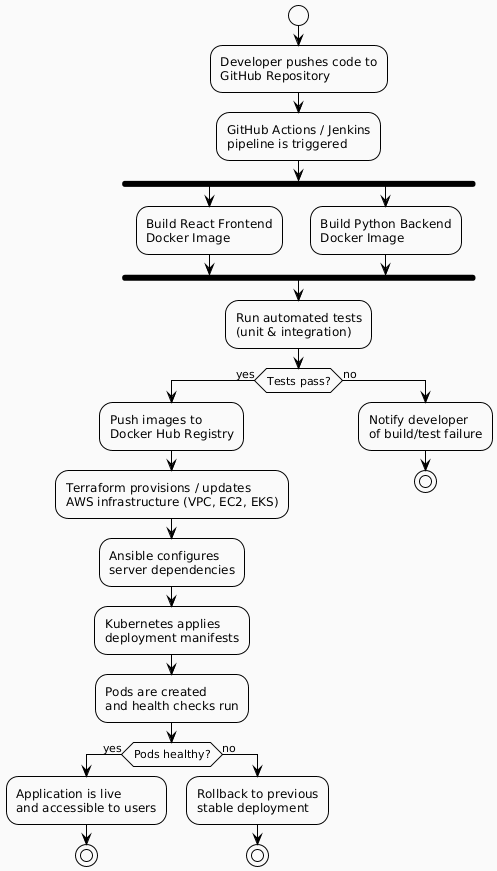 Developer pushes code to
GitHub Repository
GitHub Actions / Jenkins
pipeline is triggered
Build React Frontend
Docker Image
Build Python Backend
Docker Image
Run automated tests
(unit & integration)
Tests pass?
yes
no
Push images to
Docker Hub Registry
Notify developer
of build/test failure
Terraform provisions / updates
AWS infrastructure (VPC, EC2, EKS)
Ansible configures
server dependencies
Kubernetes applies
deployment manifests
Pods are created
and health checks run
Pods healthy?
yes
no
Application is live
and accessible to users
Rollback to previous
stable deployment